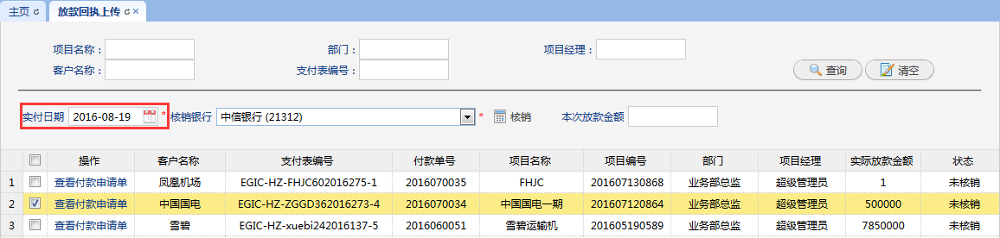 主页 放款回执上传
项目名称： 部门： 项目经理：
客户名称： 支付表编号： 查询 清空
实付日期 2016-08-19 * 核销银行 中信银行 (21312) * 核销 本次放款金额
操作 客户名称 支付表编号 付款单号 项目名称 项目编号 部门 项目经理 实际放款金额 状态
1 查看付款申请单 凤凰机场 EGIC-HZ-FHJC602016275-1 2016070035 FHJC 201607130868 业务部总监 超级管理员 1 未核销
2 查看付款申请单 中国国电 EGIC-HZ-ZGGD362016273-4 2016070034 中国国电一期 201607120864 业务部总监 超级管理员 500000 未核销
3 查看付款申请单 雪碧 EGIC-HZ-xuebi242016137-5 2016060051 雪碧运输机 201605190589 业务部总监 超级管理员 7850000 未核销